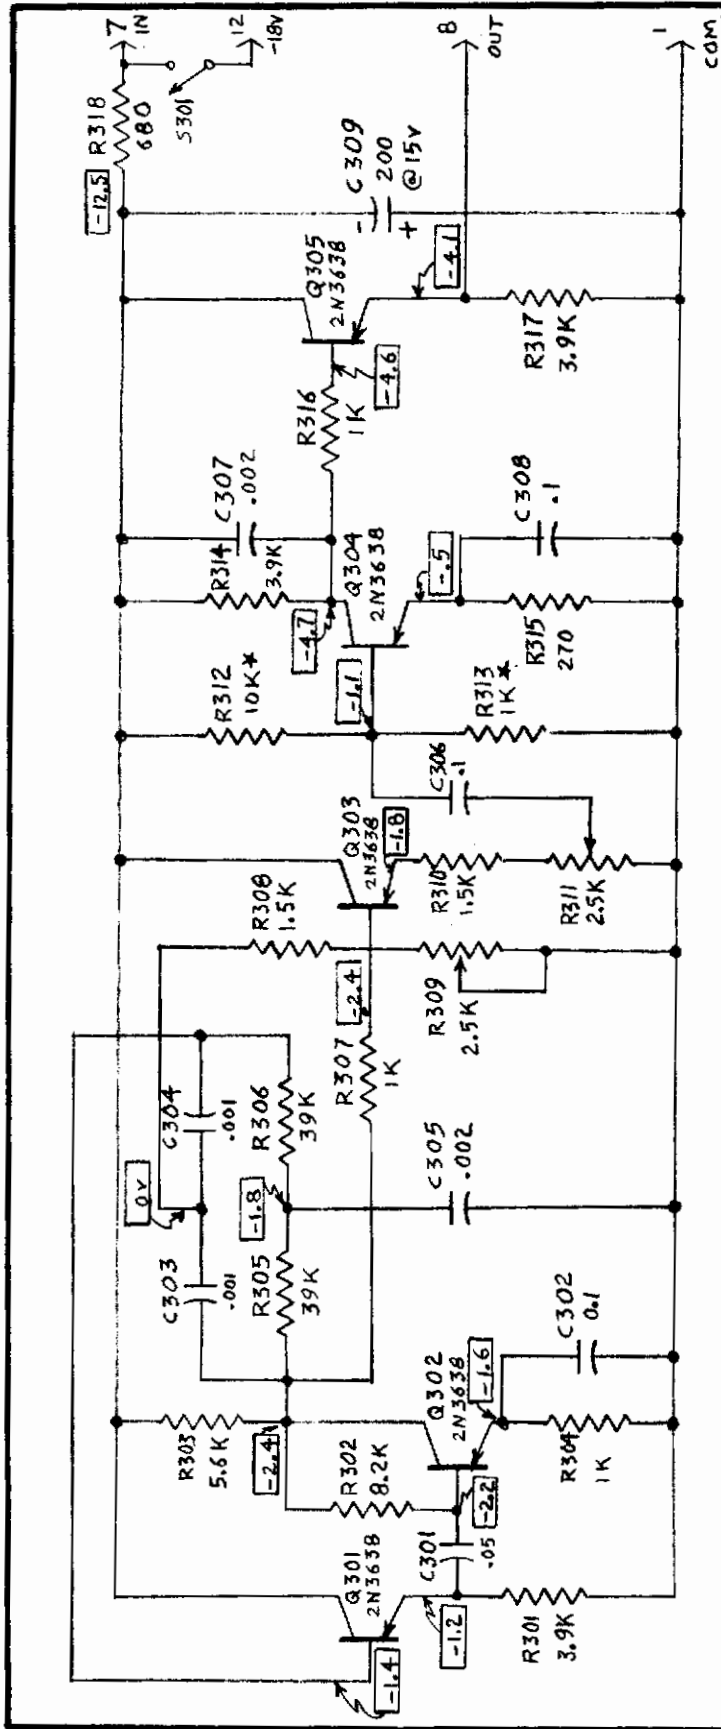 Q301
2N3638
-1.4
-1.2
R301
3.9K
C301
.05
R303
5.6K
-2.4
R302
8.2K
-2.2
Q302
2N3638
-1.6
R304
1K
C302
0.1
C303
.001
0V
C304
.001
R305
39K
-1.8
R306
39K
C305
.002
R307
1K
-2.4
R308
1.5K
R309
2.5K
Q303
2N3638
-1.8
R310
1.5K
R311
2.5K
C306
.1
R312
10K*
-1.1
R313
1K*
R314
3.9K
-4.7
Q304
2N3638
-.5
R315
270
C307
.002
C308
.1
R316
1K
-4.6
Q305
2N3638
-4.1
R317
3.9K
C309
200
@15V
-
+
-12.5
R318
680
S301
7
IN
12
-18V
8
OUT
1
COM